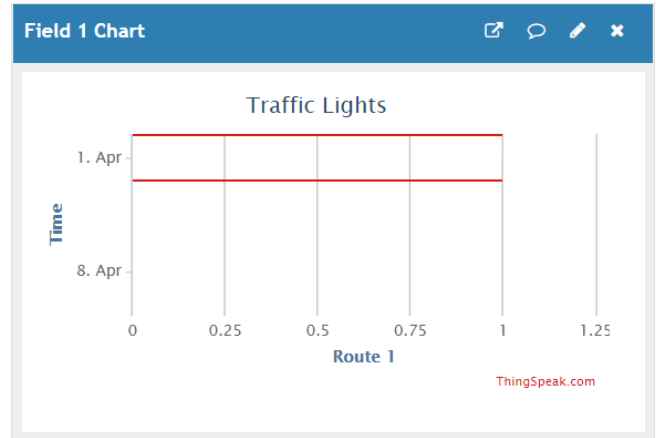 Field 1 Chart
Traffic Lights
1. Apr
8. Apr
Time
0 0.25 0.5 0.75 1 1.25
Route 1
ThingSpeak.com